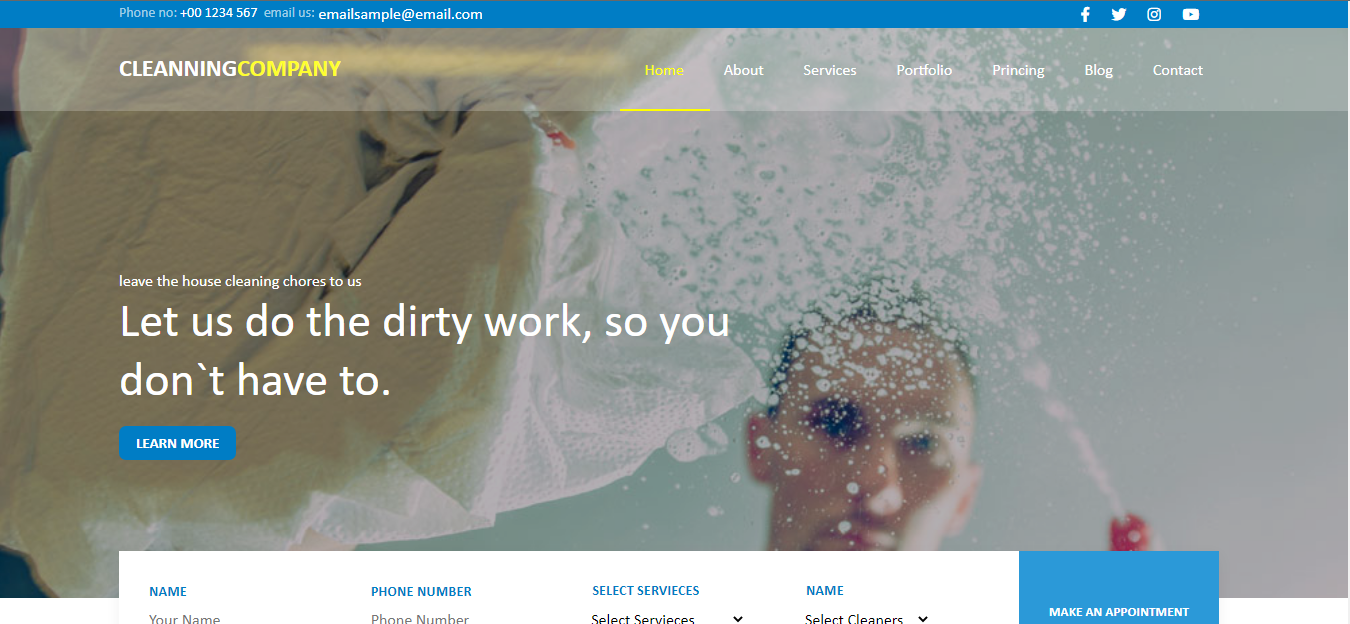 Phone no: +00 1234 567 email us: emailsample@email.com
CLEANNINGCOMPANY
Home About Services Portfolio Princing Blog Contact
leave the house cleaning chores to us
Let us do the dirty work, so you
don`t have to.
LEARN MORE
NAME PHONE NUMBER SELECT SERVIECES NAME
Your Name Phone Number Select Servieces Select Cleaners
MAKE AN APPOINTMENT